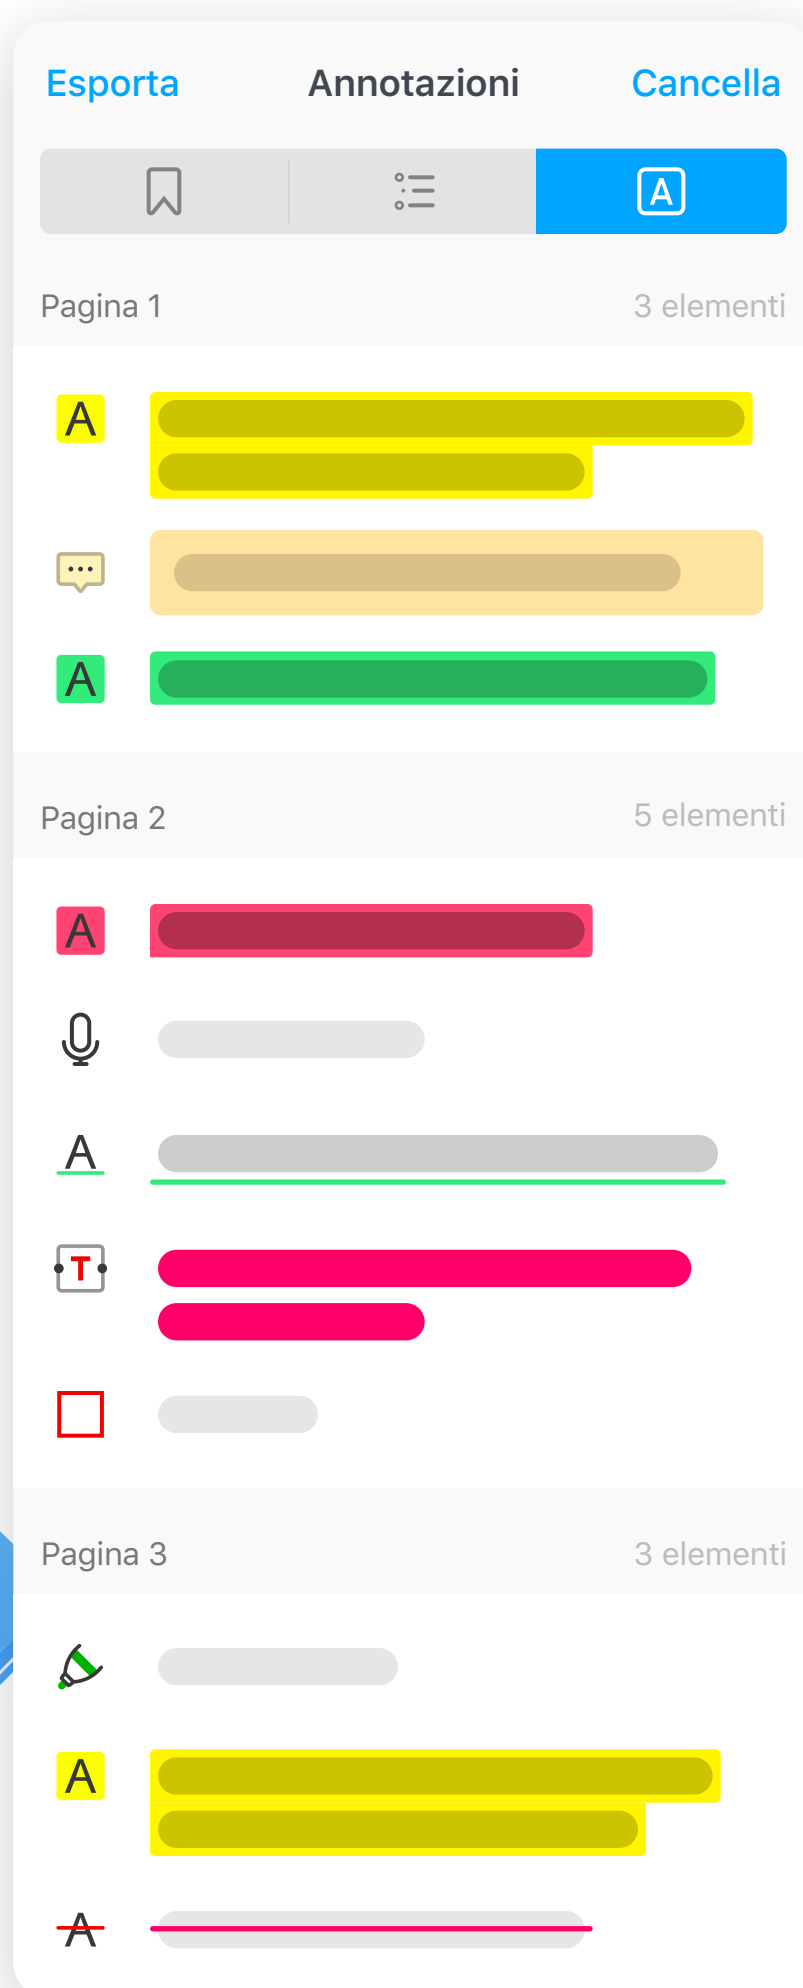 Esporta Annotazioni Cancella
A
Pagina 1 3 elementi
A
A
Pagina 2 5 elementi
A
A
T
Pagina 3 3 elementi
A
A